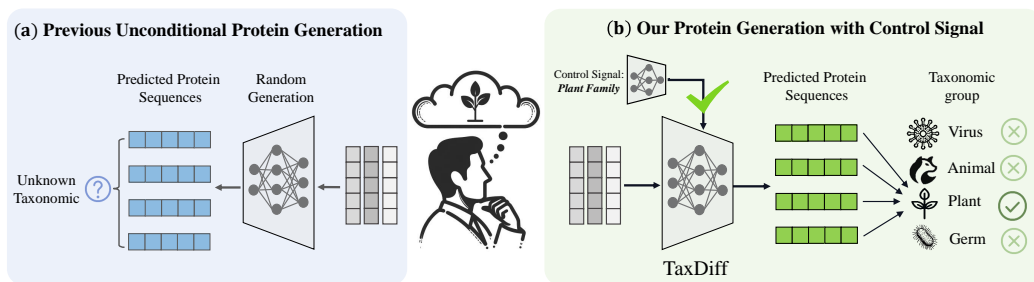 (a) Previous Unconditional Protein Generation
Predicted Protein
Sequences
Random
Generation
Unknown
Taxonomic
?
(b) Our Protein Generation with Control Signal
Control Signal:
Plant Family
Predicted Protein
Sequences
Taxonomic
group
Virus
Animal
Plant
Germ
TaxDiff